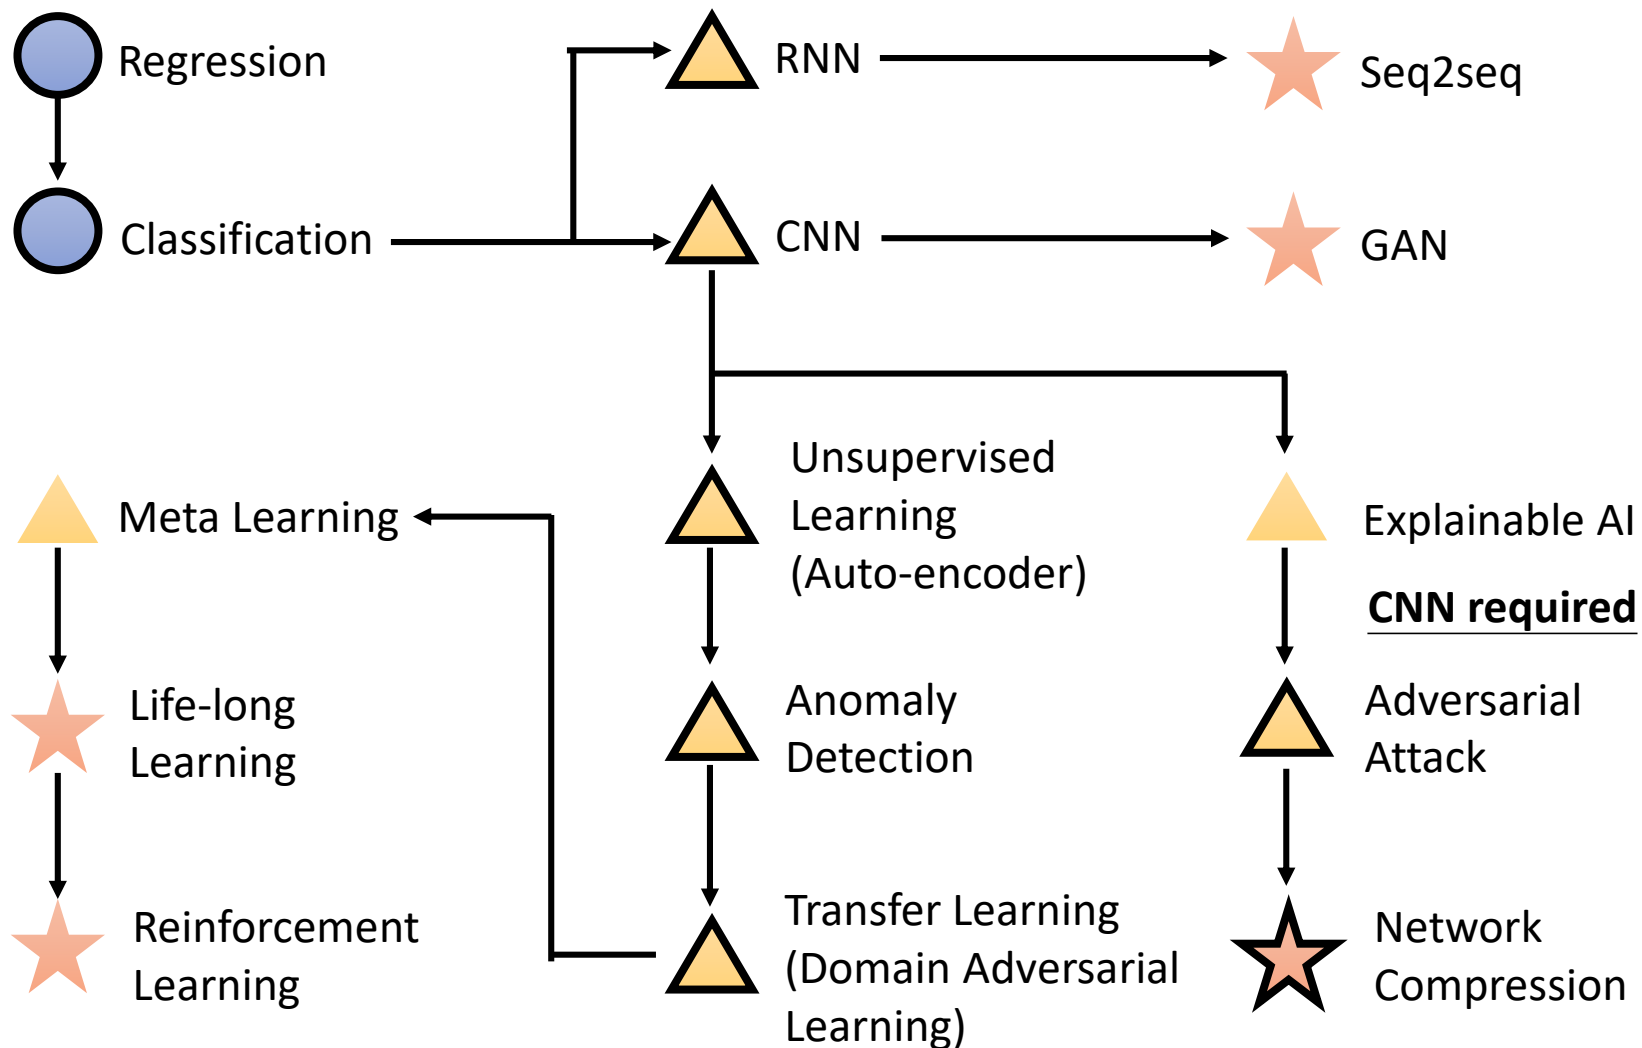 Regression
RNN
Seq2seq
Classification
CNN
GAN
Unsupervised
Learning
(Auto-encoder)
Meta Learning
Explainable AI
CNN required
Life-long
Learning
Anomaly
Detection
Adversarial
Attack
Reinforcement
Learning
Transfer Learning
(Domain Adversarial
Learning)
Network
Compression